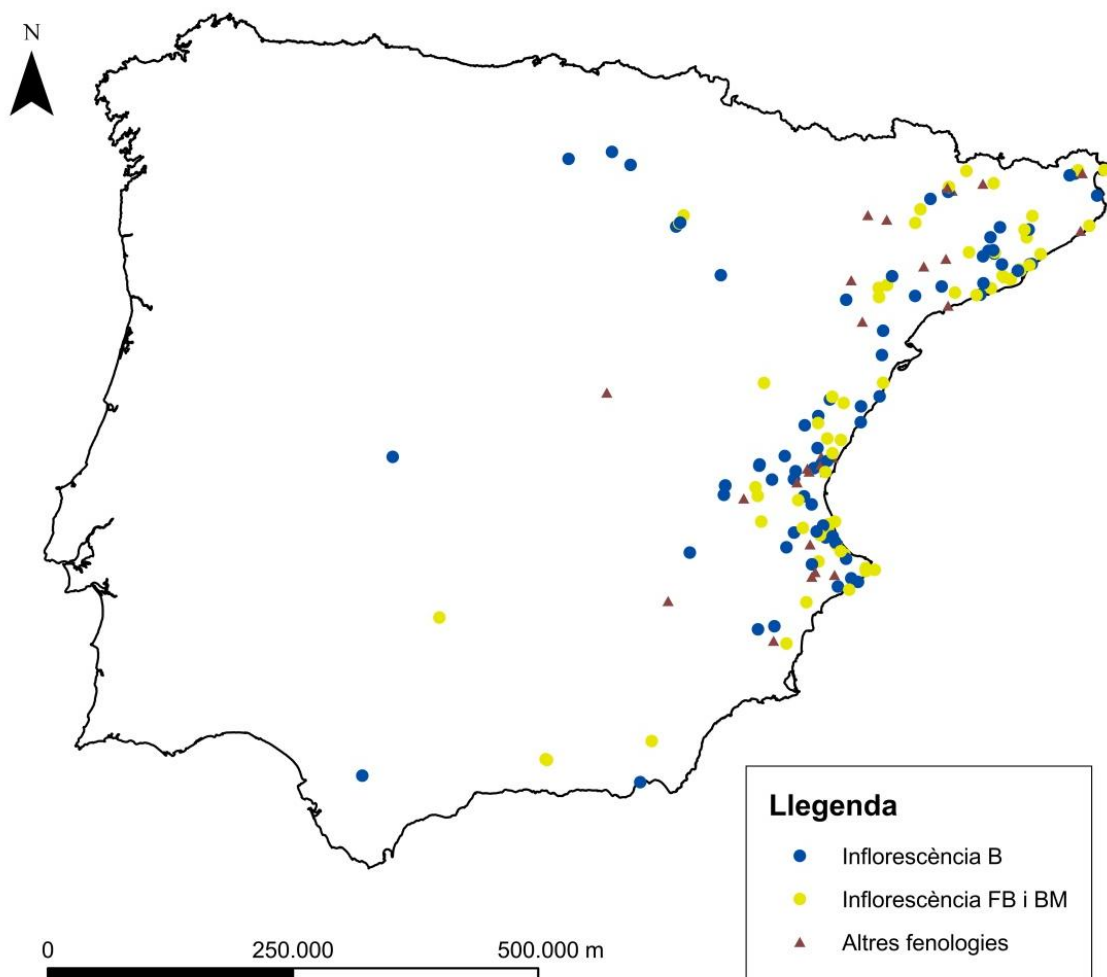 N
Llegenda
Inflorescència B
Inflorescència FB i BM
Altres fenologies
0 250.000 500.000 m